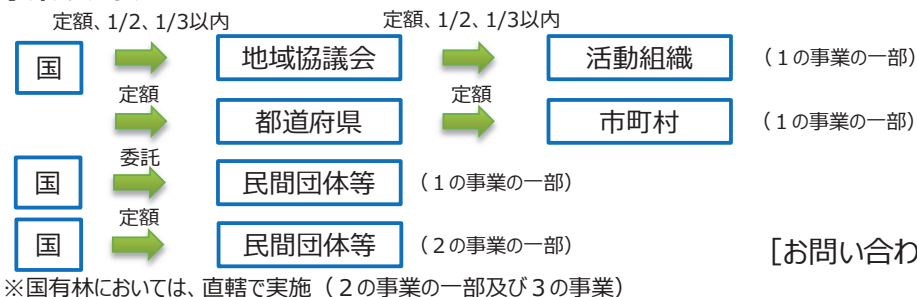 定額、1/2、1/3以内 定額、1/2、1/3以内
国 地域協議会 活動組織 （１の事業の一部）
定額 定額
都道府県 市町村 （１の事業の一部）
委託
国 民間団体等 （１の事業の一部）
定額
国 民間団体等 （２の事業の一部）
［お問い合わ
※国有林においては、直轄で実施（２の事業の一部及び３の事業）